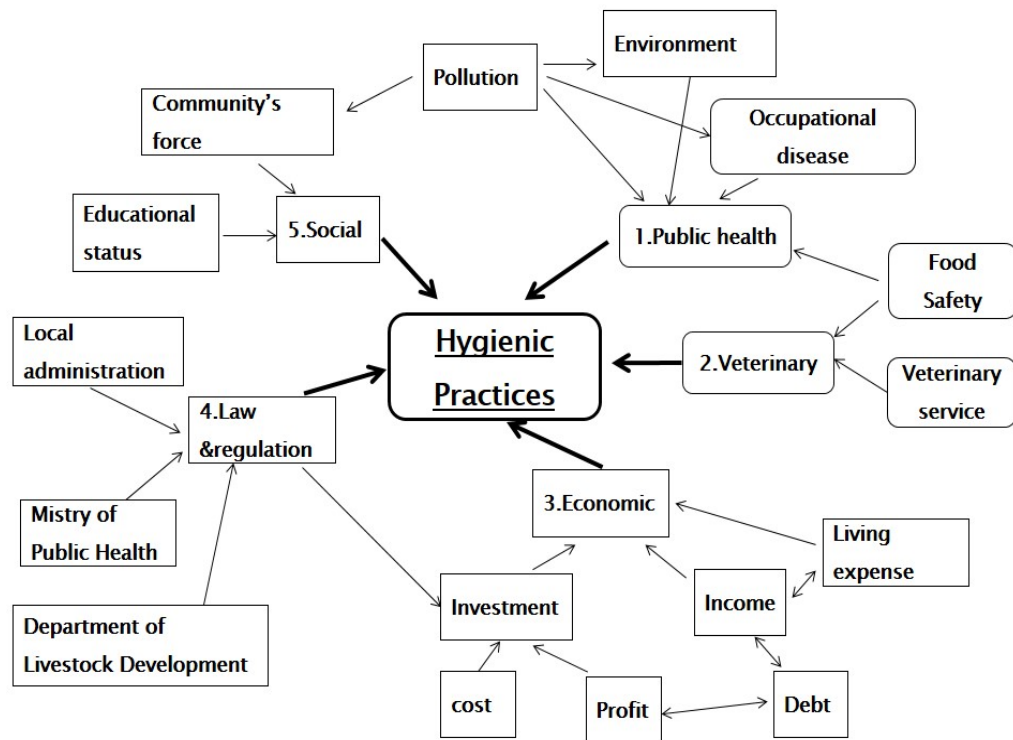 Environment
Pollution
Community's
force
Occupational
disease
Educational
status
5.Social
1.Public health
Food
Safety
Hygienic
Practices
Local
administration
2.Veterinary
Veterinary
service
4.Law
&regulation
3.Economic
Mistry of
Public Health
Living
expense
Investment
Income
Department of
Livestock Development
cost
Profit
Debt